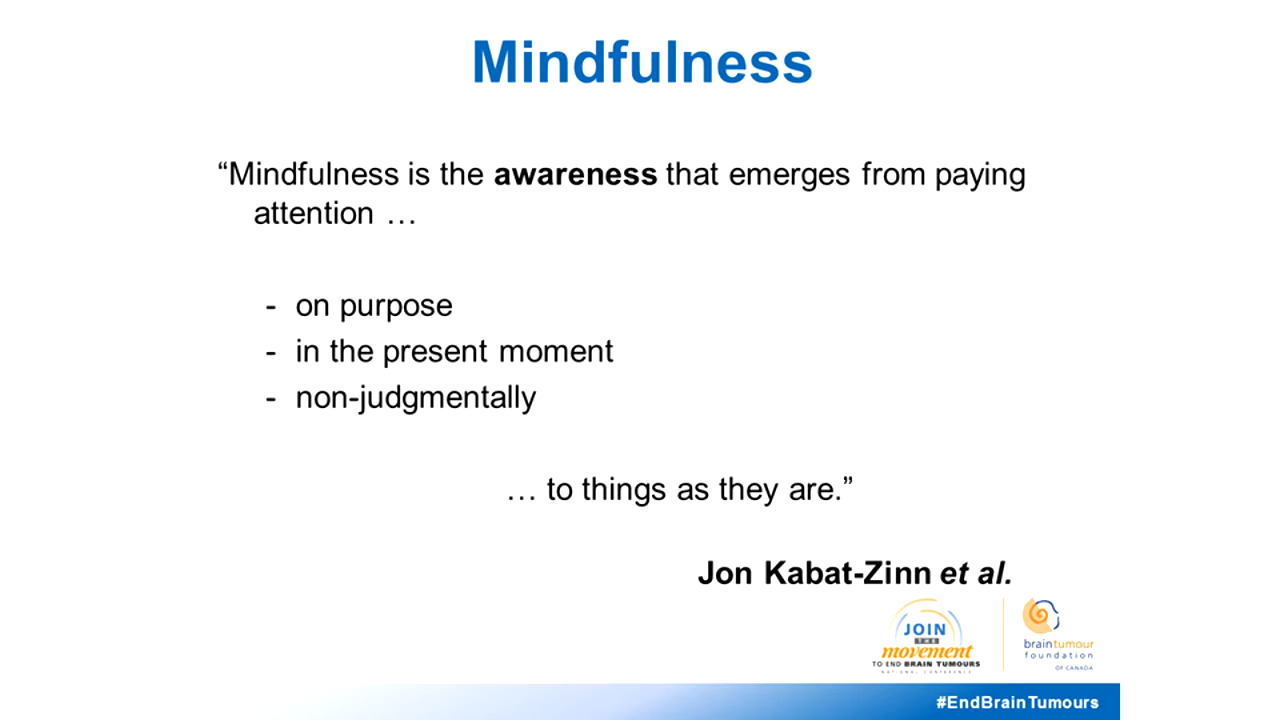 Mindfulness
“Mindfulness is the awareness that emerges from paying
attention …
- on purpose
- in the present moment
- non-judgmentally
… to things as they are.”
Jon Kabat-Zinn et al.
JOIN
THE
movement
TO END BRAIN TUMOURS
NATIONAL CONFERENCE
braintumour
foundation
OF CANADA
#EndBrainTumours